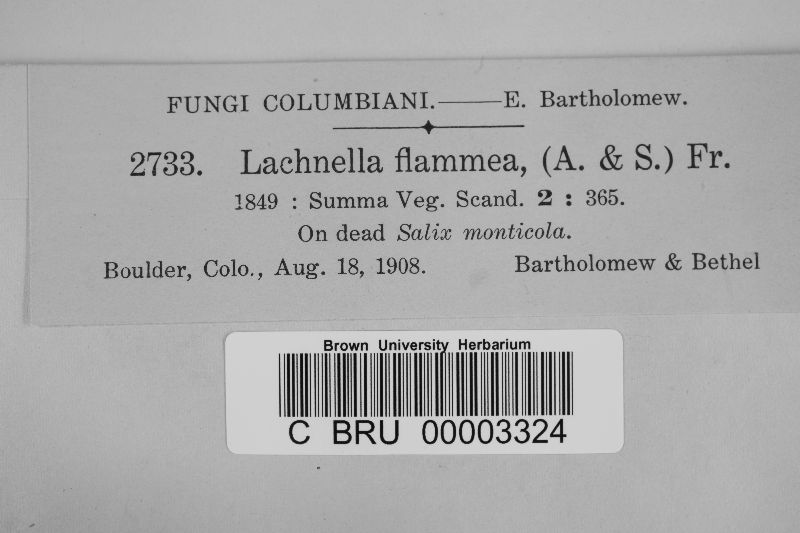 FUNGI COLUMBIANI.——E. Bartholomew.
2733. Lachnella flammea, (A. & S.) Fr.
1849 : Summa Veg. Scand. 2 : 365.
On dead Salix monticola.
Boulder, Colo., Aug. 18, 1908. Bartholomew & Bethel
Brown University Herbarium
C BRU 00003324